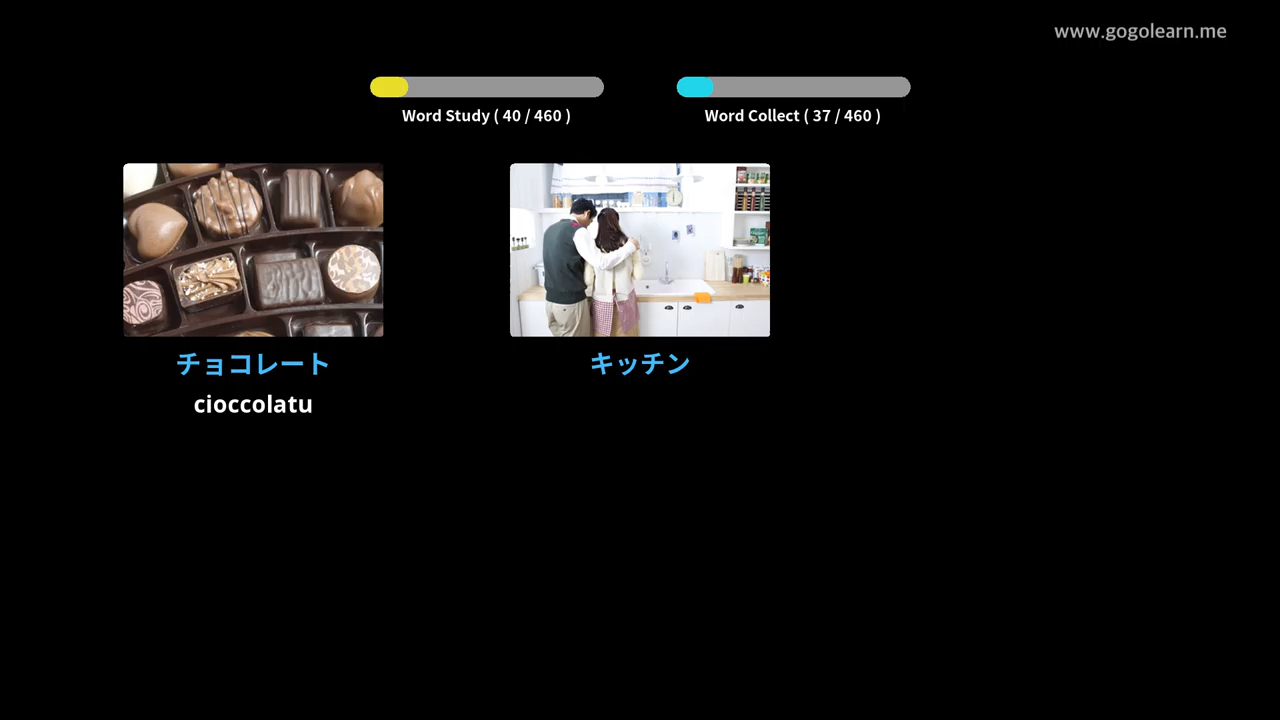 www.gogolearn.me
Word Study ( 40 / 460 )
Word Collect ( 37 / 460 )
チョコレート
キッチン
cioccolatu